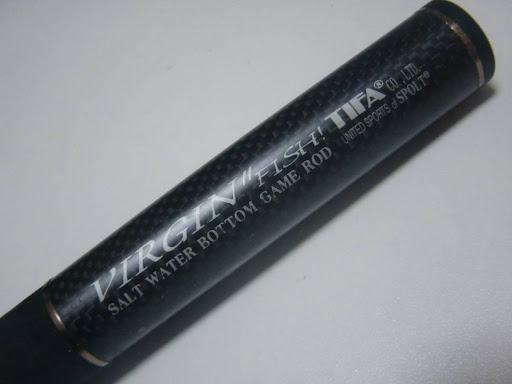 VIRGIN "FISH!
SALT WATER BOTTOM GAME ROD
TIFA® CO., LTD.
UNITED SPORTS of SPOLT®